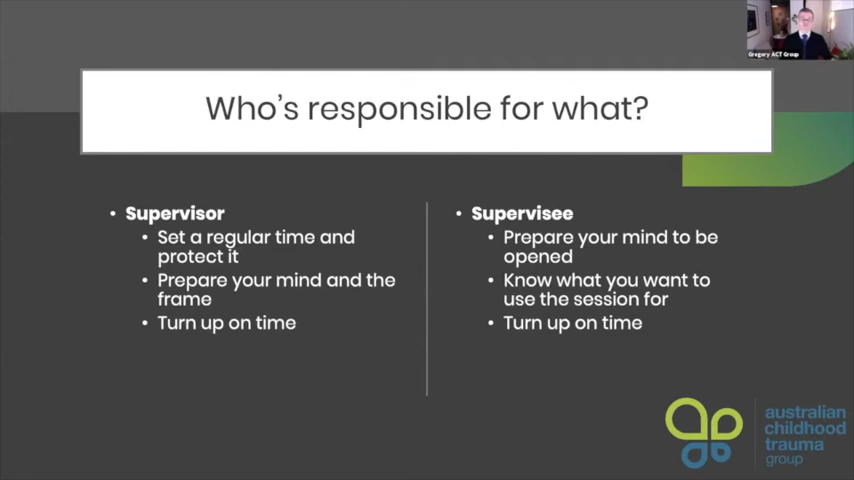 Gregory ACT Group
Who's responsible for what?
• Supervisor
• Set a regular time and
protect it
• Prepare your mind and the
frame
• Turn up on time
• Supervisee
• Prepare your mind to be
opened
• Know what you want to
use the session for
• Turn up on time
australian
childhood
trauma
group